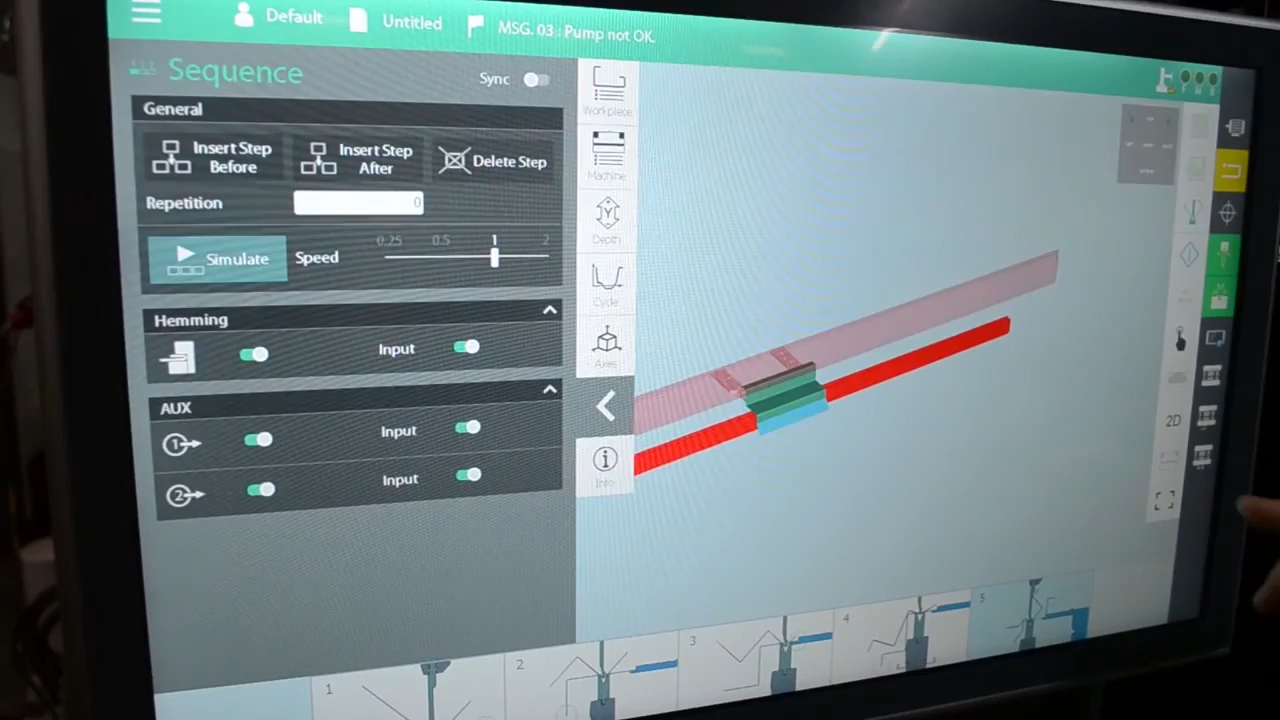 Default
Untitled
MSG. 03 : Pump not OK.
Sequence
Sync
General
Insert Step
Before
Insert Step
After
Delete Step
Repetition
0
Simulate
Speed
0.25
0.5
1
2
Hemming
Input
AUX
1
Input
2
Input
Workpiece
Machine
Y
Depth
Cycle
Axes
Info
2D
1
2
3
4
5